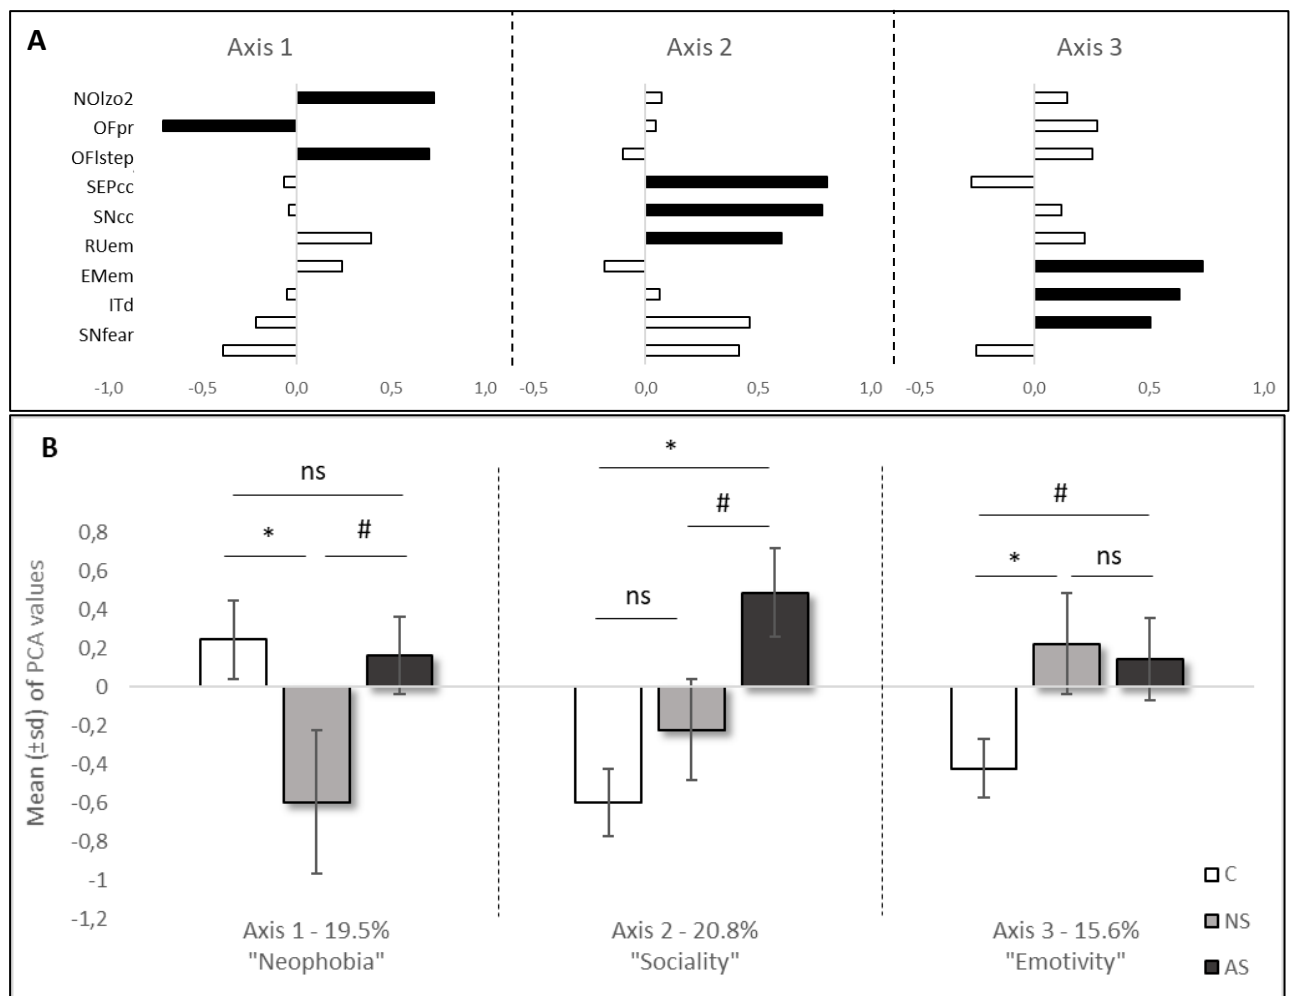 A
Axis 1
Axis 2
Axis 3
NOlzo2
OFpr
OFlstep
SEPcc
SNcc
RUem
EMem
ITd
SNfear
-1,0 -0,5 0,0 0,5 1,0
-0,5 0,0 0,5 1,0
-0,5 0,0 0,5 1,0
B
ns
* #
*
#
ns
#
* ns
Mean (±sd) of PCA values
0,8
0,6
0,4
0,2
0
-0,2
-0,4
-0,6
-0,8
-1
-1,2
Axis 1 - 19.5%
"Neophobia"
Axis 2 - 20.8%
"Sociality"
Axis 3 - 15.6%
"Emotivity"
C
NS
AS